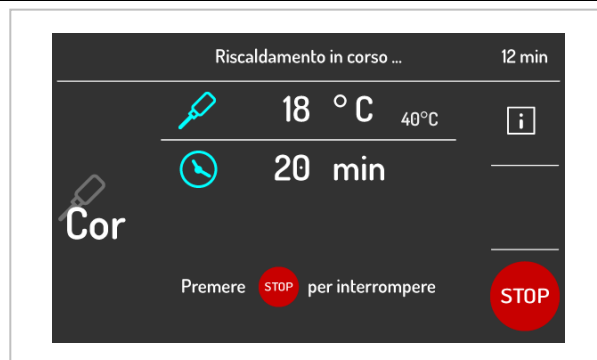 Riscaldamento in corso ... 12 min
18 °C 40°C i
20 min
Cor
Premere STOP per interrompere STOP